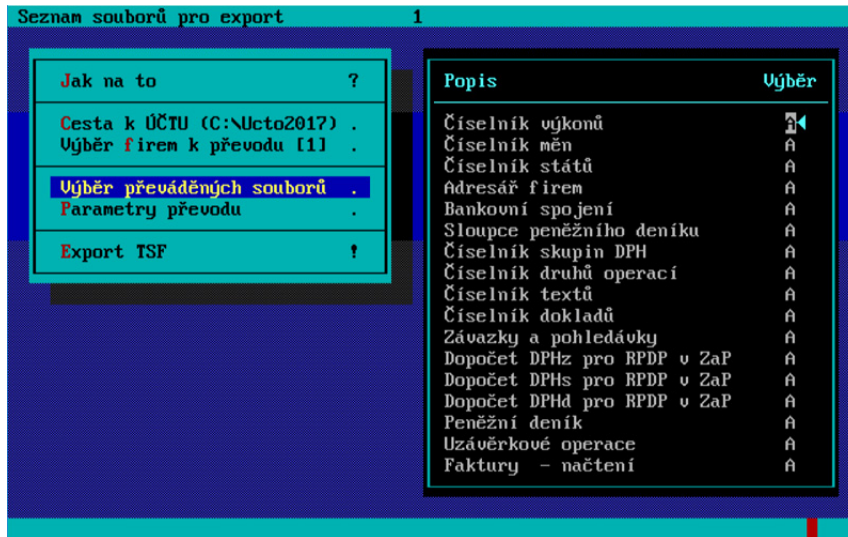 Seznam souborů pro export 1
Jak na to ?
Cesta k ÚČTU (C:\Ucto2017) .
Výběr firem k převodu [1] .
Výběr převáděných souborů .
Parametry převodu .
Export TSF !
Popis Výběr
Číselník výkonů A
Číselník měn A
Číselník států A
Adresář firem A
Bankovní spojení A
Sloupce peněžního deníku A
Číselník skupin DPH A
Číselník druhů operací A
Číselník textů A
Číselník dokladů A
Závazky a pohledávky A
Dopočet DPHz pro RPDP v ZaP A
Dopočet DPHs pro RPDP v ZaP A
Dopočet DPHd pro RPDP v ZaP A
Peněžní deník A
Uzávěrkové operace A
Faktury - načtení A